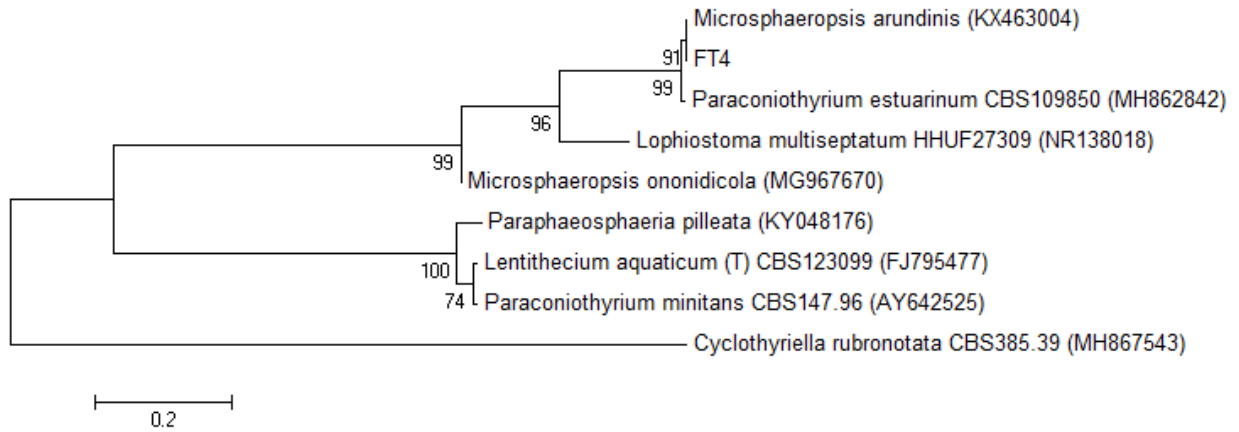 Microsphaeropsis arundinis (KX463004)
91
FT4
99
Paraconiothyrium estuarinum CBS109850 (MH862842)
96
Lophiostoma multiseptatum HHUF27309 (NR138018)
99
Microsphaeropsis ononidicola (MG967670)
Paraphaeosphaeria pilleata (KY048176)
100
Lentithecium aquaticum (T) CBS123099 (FJ795477)
74
Paraconiothyrium minitans CBS147.96 (AY642525)
Cyclothyriella rubronotata CBS385.39 (MH867543)
0.2